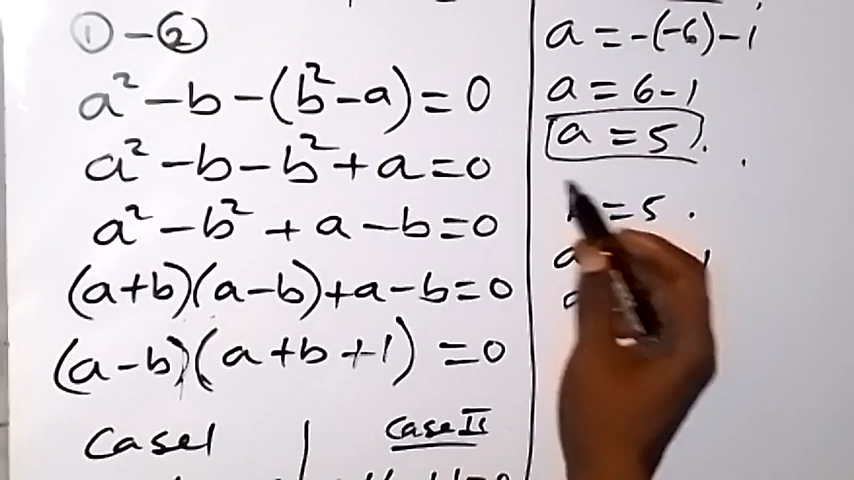 ① - ②
a² - b - (b² - a) = 0
a² - b - b² + a = 0
a² - b² + a - b = 0
(a+b)(a-b) + a - b = 0
(a-b)(a+b+1) = 0
Case1
Case II
a = -(-6) - 1
a = 6 - 1
a = 5
= 5